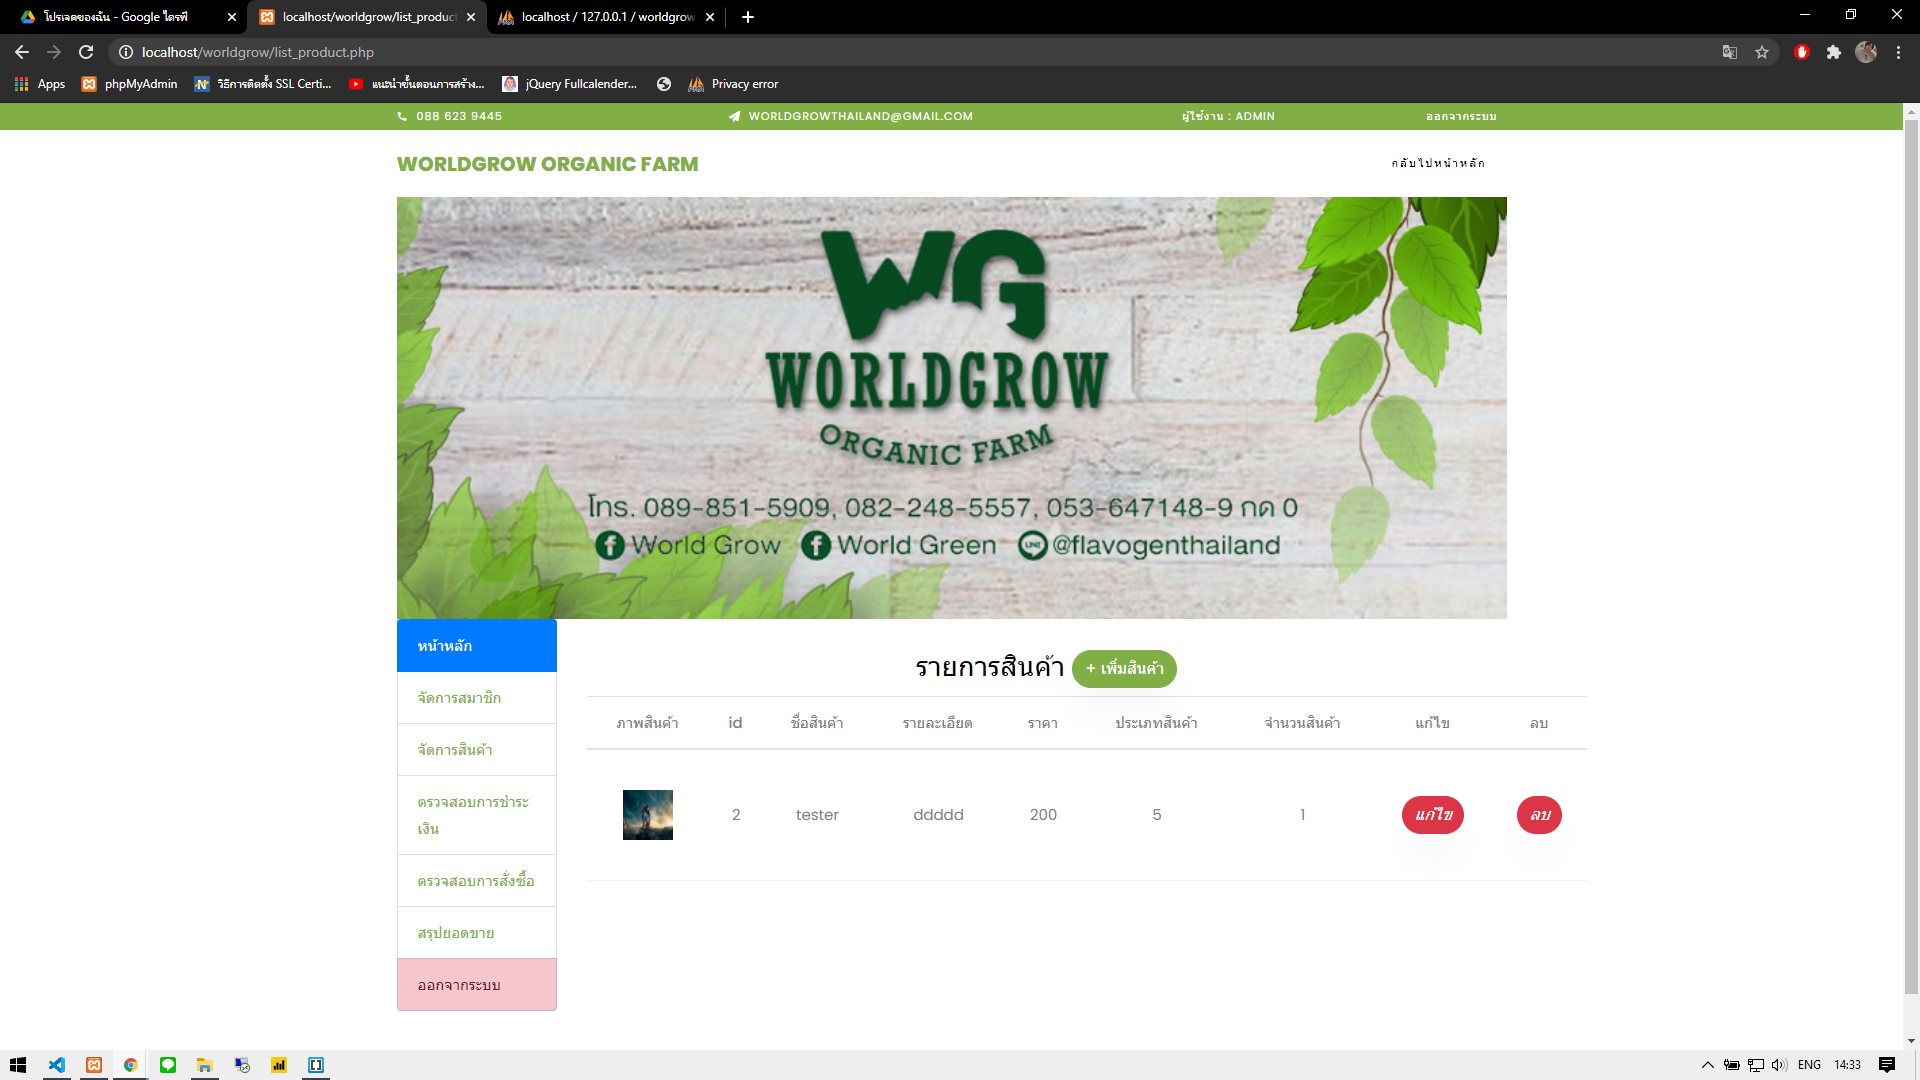 โปรเจคของฉัน - Google ไดรฟ์
localhost/worldgrow/list_product
localhost / 127.0.0.1 / worldgrow
localhost/worldgrow/list_product.php
Apps
phpMyAdmin
วิธีการติดตั้ง SSL Certi...
แนะนำขั้นตอนการสร้าง...
jQuery Fullcalender...
Privacy error
088 623 9445
WORLDGROWTHAILAND@GMAIL.COM
ผู้ใช้งาน : ADMIN
ออกจากระบบ
WORLDGROW ORGANIC FARM
กลับไปหน้าหลัก
WG
WORLDGROW
ORGANIC FARM
โทร. 089-851-5909, 082-248-5557, 053-647148-9 กด 0
World Grow World Green LINE @flavogenthailand
หน้าหลัก
จัดการสมาชิก
จัดการสินค้า
ตรวจสอบการชำระ
เงิน
ตรวจสอบการสั่งซื้อ
สรุปยอดขาย
ออกจากระบบ
รายการสินค้า + เพิ่มสินค้า
ภาพสินค้า id ชื่อสินค้า รายละเอียด ราคา ประเภทสินค้า จำนวนสินค้า แก้ไข ลบ
2 tester ddddd 200 5 1 แก้ไข ลบ
ENG 14:33